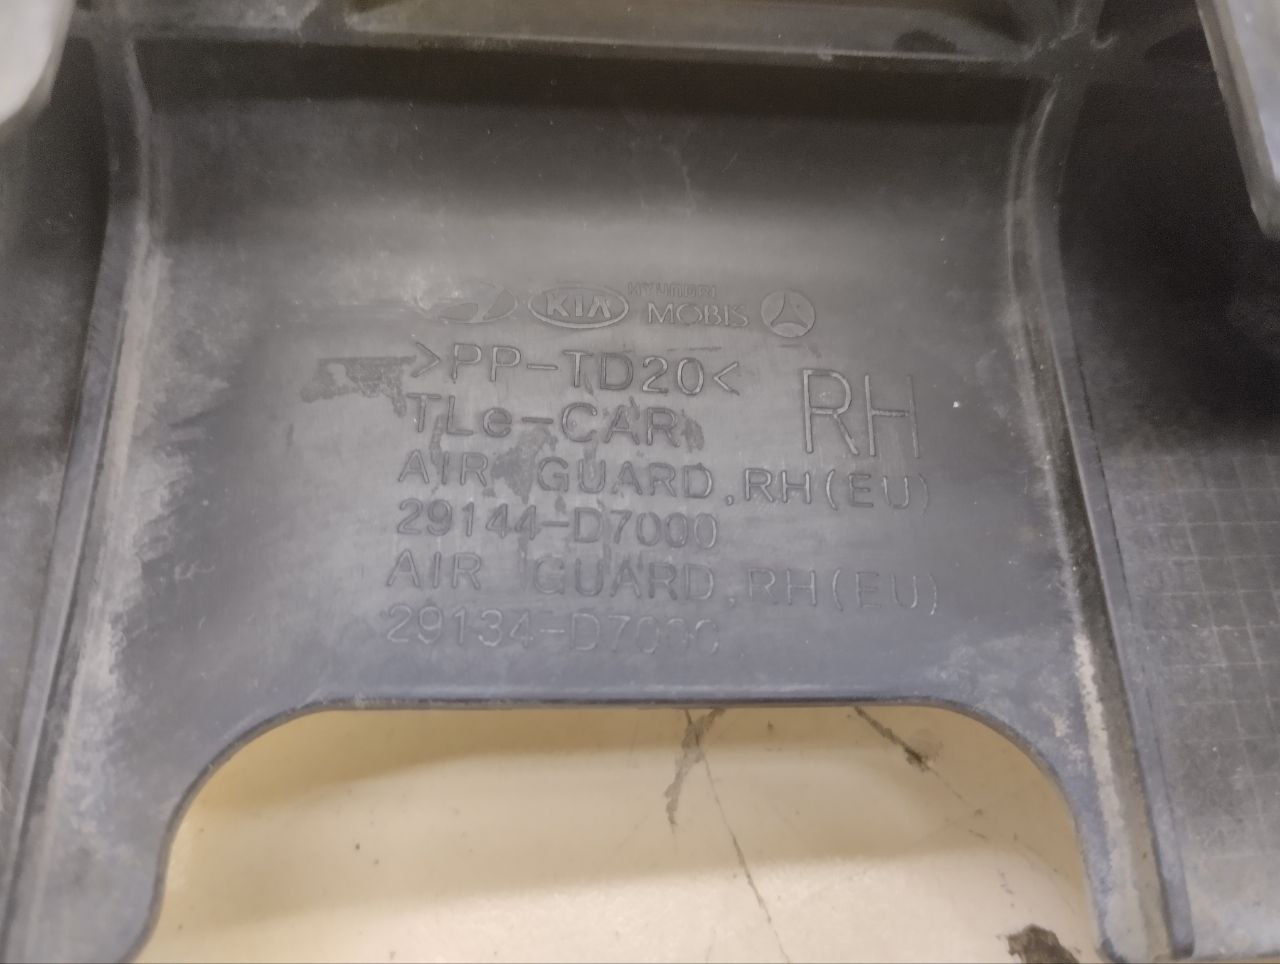 KIA HYUNDAI MOBIS
>PP-TD20<
RH
TLe-CAR
AIR GUARD,RH(EU)
29144-D7000
AIR GUARD,RH(EU)
29134-D7000